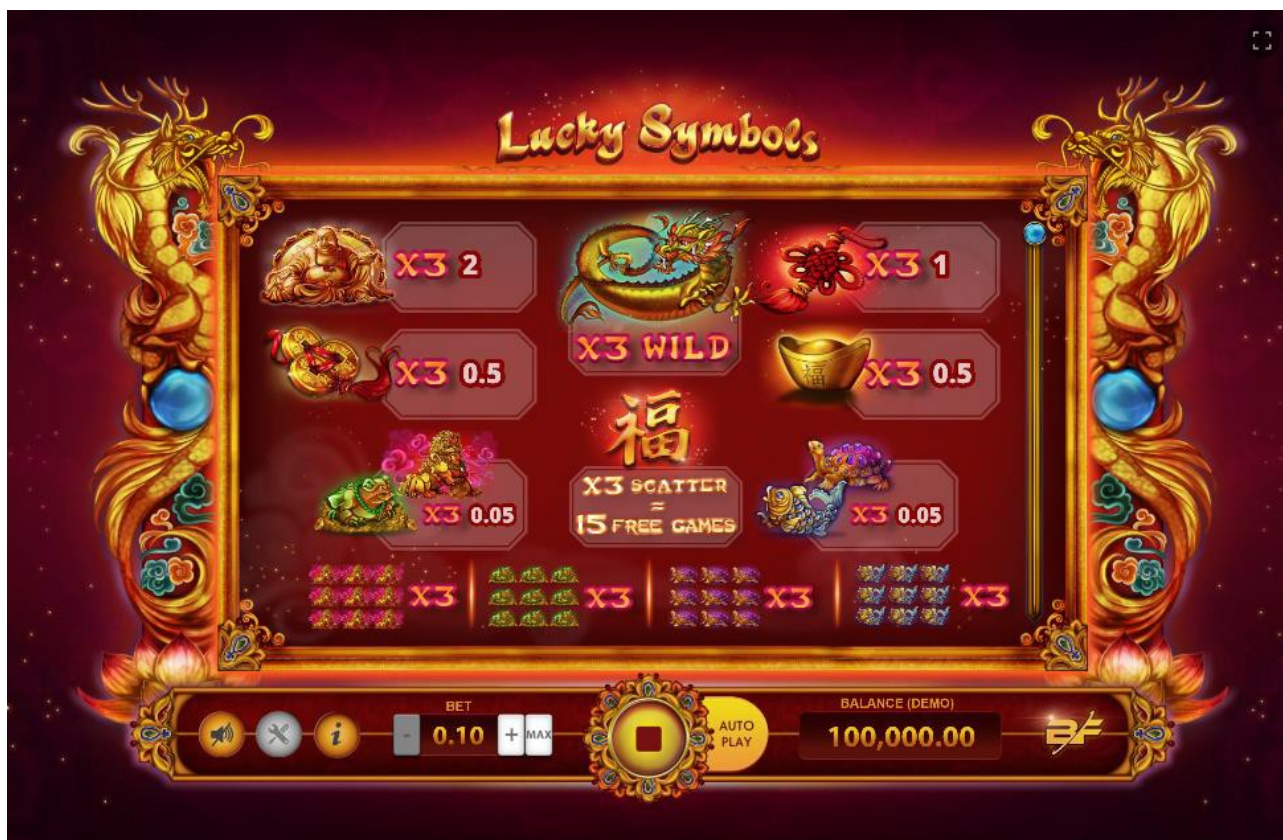 Lucky Symbols
X3 2
X3 WILD
X3 1
X3 0.5
福
X3 0.5
福
X3 0.05
X3 SCATTER
=
15 FREE GAMES
X3 0.05
X3
X3
X3
X3
BET
- 0.10 + MAX
AUTO
PLAY
BALANCE (DEMO)
100,000.00
i
BF